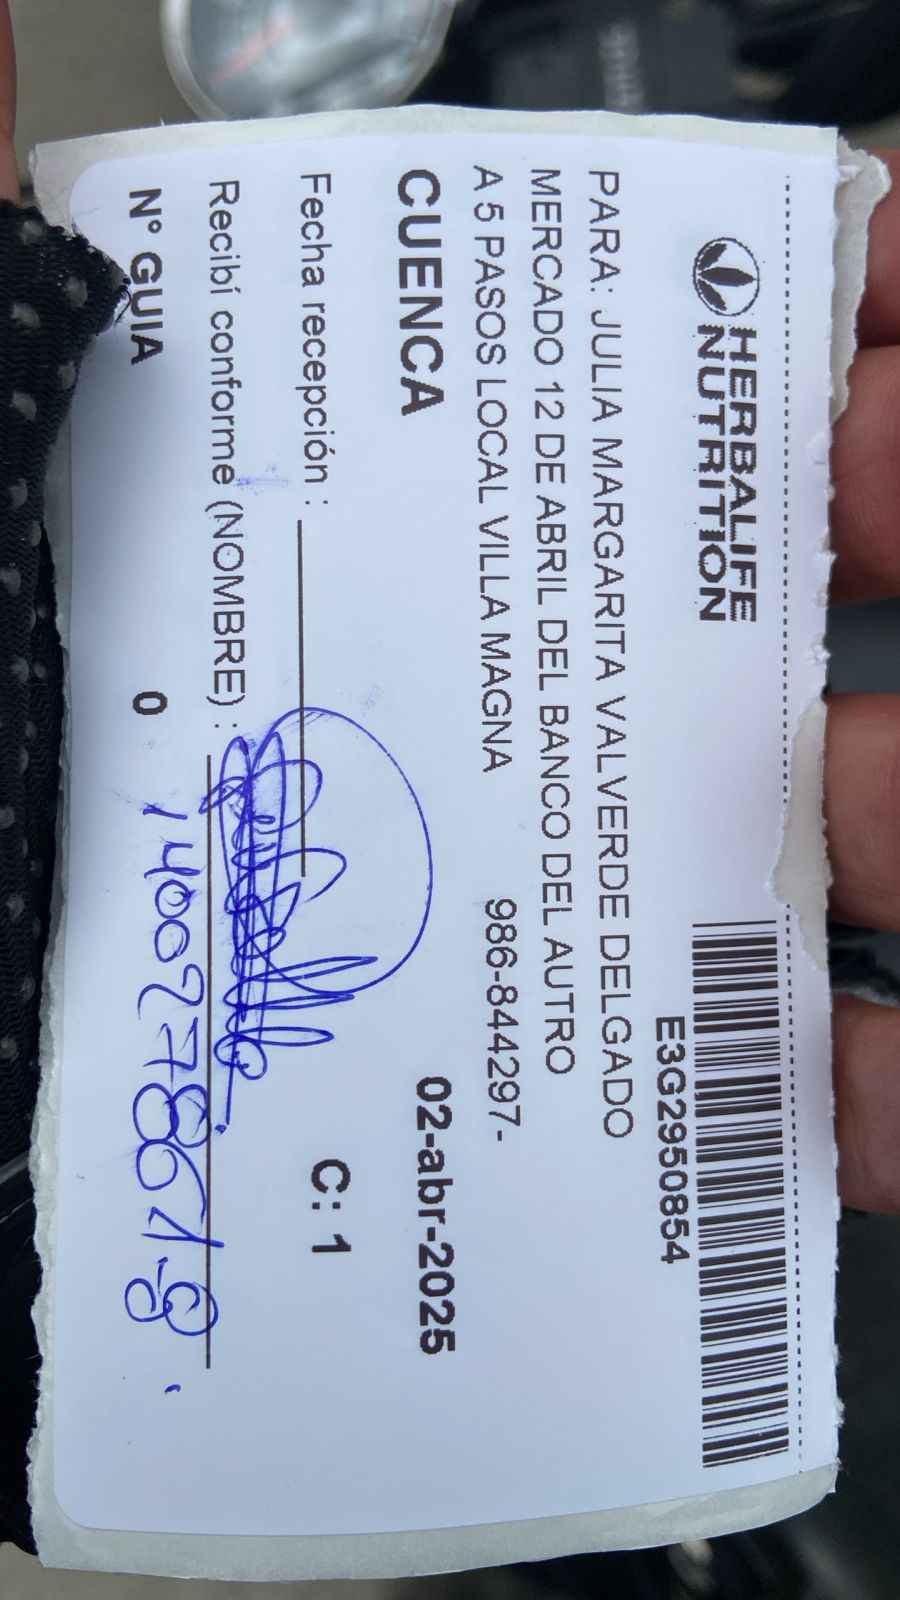 HERBALIFE
NUTRITION
E3G2950854
PARA: JULIA MARGARITA VALVERDE DELGADO
MERCADO 12 DE ABRIL DEL BANCO DEL AUTRO
A 5 PASOS LOCAL VILLA MAGNA 986-844297-
CUENCA 02-abr-2025
Fecha recepción :
C: 1
Recibí conforme (NOMBRE) :
N° GUIA 0
140027861-8